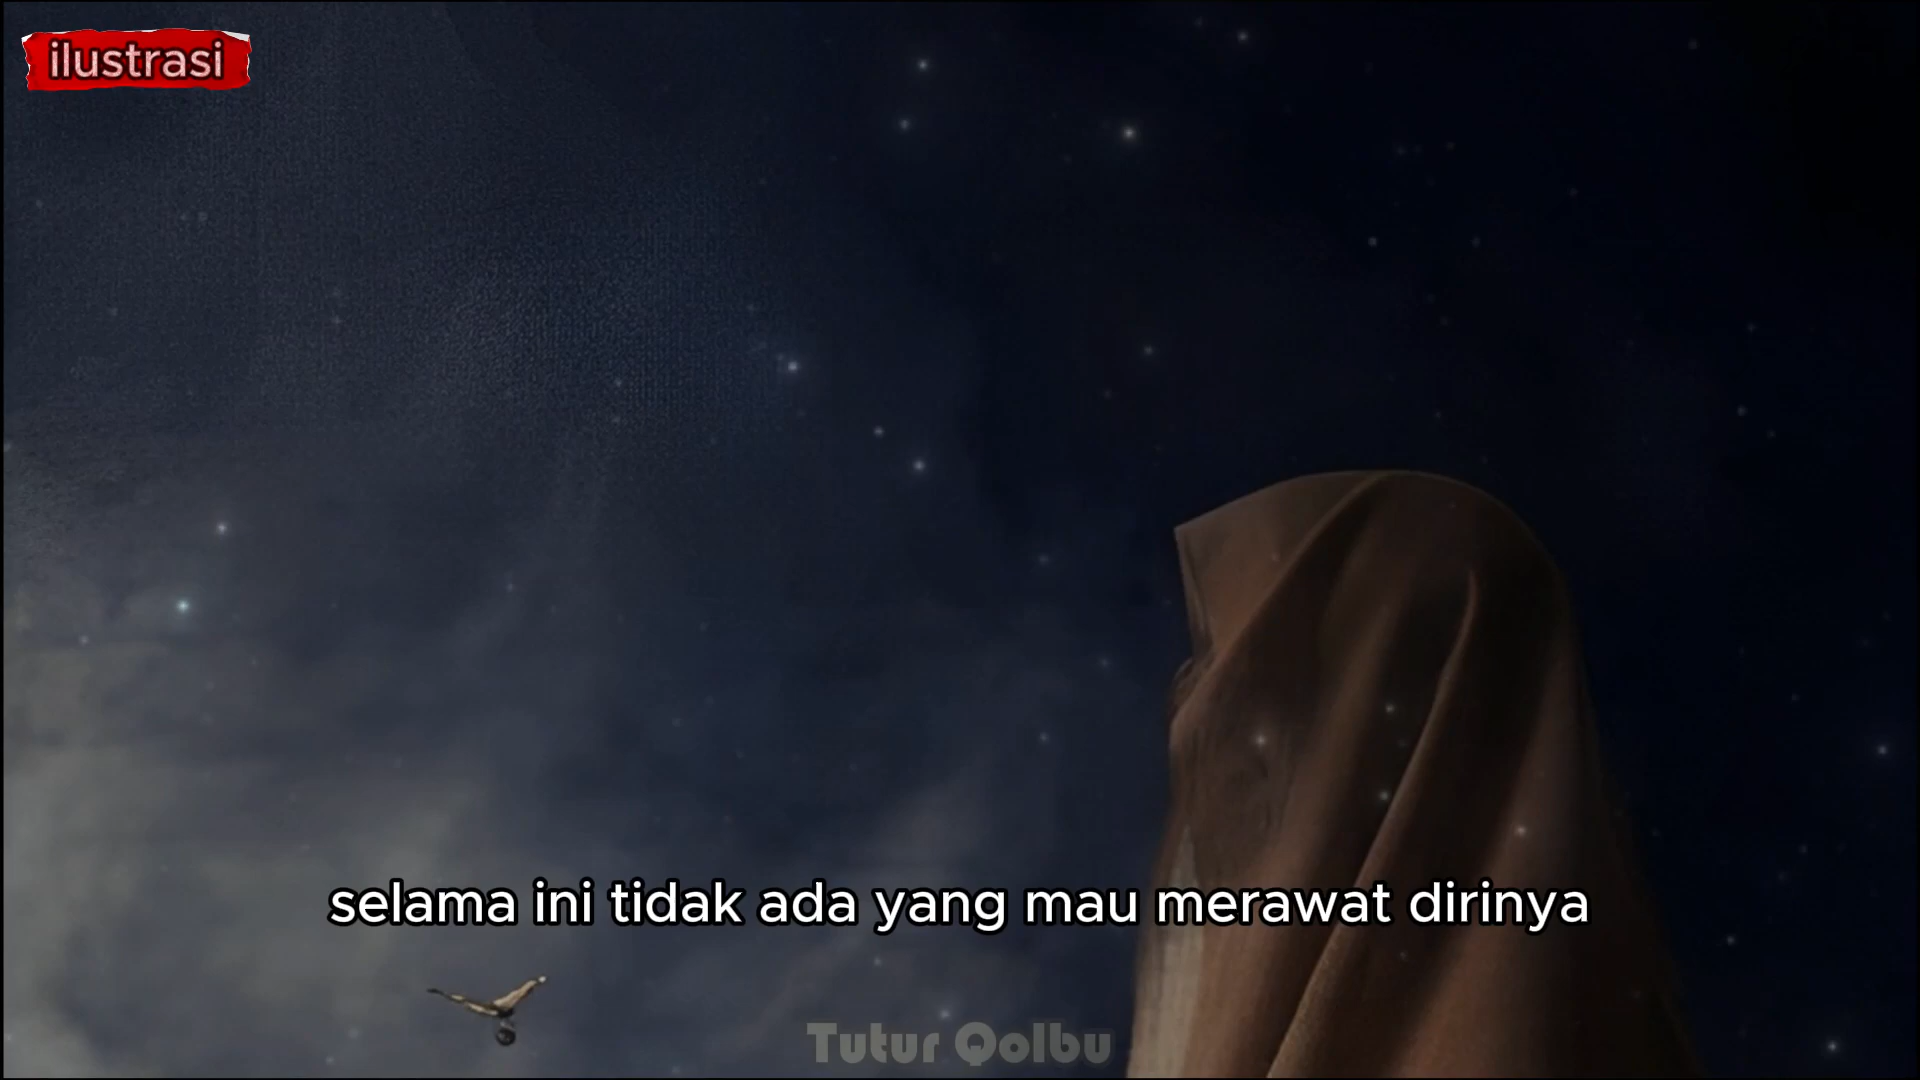 ilustrasi
selama ini tidak ada yang mau merawat dirinya
Tutur Qolbu